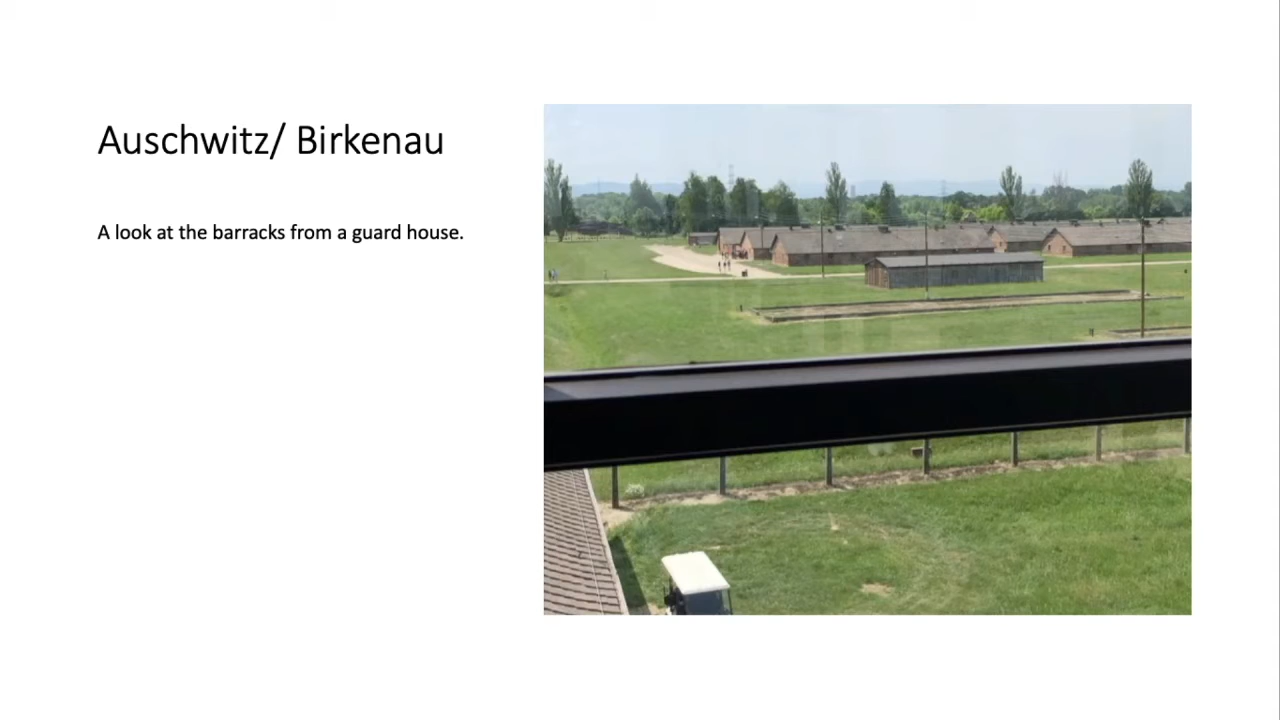 Auschwitz/ Birkenau
A look at the barracks from a guard house.